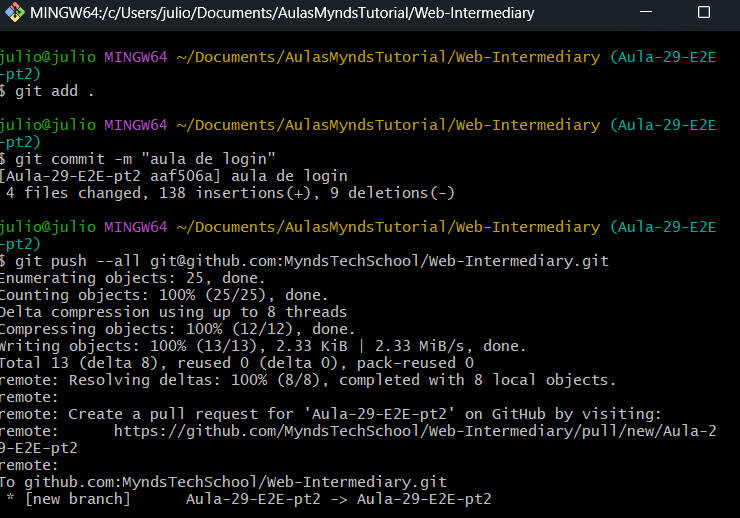 MINGW64:/c/Users/julio/Documents/AulasMyndsTutorial/Web-Intermediary
julio@julio MINGW64 ~/Documents/AulasMyndsTutorial/Web-Intermediary (Aula-29-E2E
-pt2)
$ git add .
julio@julio MINGW64 ~/Documents/AulasMyndsTutorial/Web-Intermediary (Aula-29-E2E
-pt2)
$ git commit -m "aula de login"
[Aula-29-E2E-pt2 aaf506a] aula de login
4 files changed, 138 insertions(+), 9 deletions(-)
julio@julio MINGW64 ~/Documents/AulasMyndsTutorial/Web-Intermediary (Aula-29-E2E
-pt2)
$ git push --all git@github.com:MyndsTechSchool/Web-Intermediary.git
Enumerating objects: 25, done.
Counting objects: 100% (25/25), done.
Delta compression using up to 8 threads
Compressing objects: 100% (12/12), done.
Writing objects: 100% (13/13), 2.33 KiB | 2.33 MiB/s, done.
Total 13 (delta 8), reused 0 (delta 0), pack-reused 0
remote: Resolving deltas: 100% (8/8), completed with 8 local objects.
remote:
remote: Create a pull request for 'Aula-29-E2E-pt2' on GitHub by visiting:
remote:      https://github.com/MyndsTechSchool/Web-Intermediary/pull/new/Aula-2
9-E2E-pt2
remote:
To github.com:MyndsTechSchool/Web-Intermediary.git
* [new branch]      Aula-29-E2E-pt2 -> Aula-29-E2E-pt2